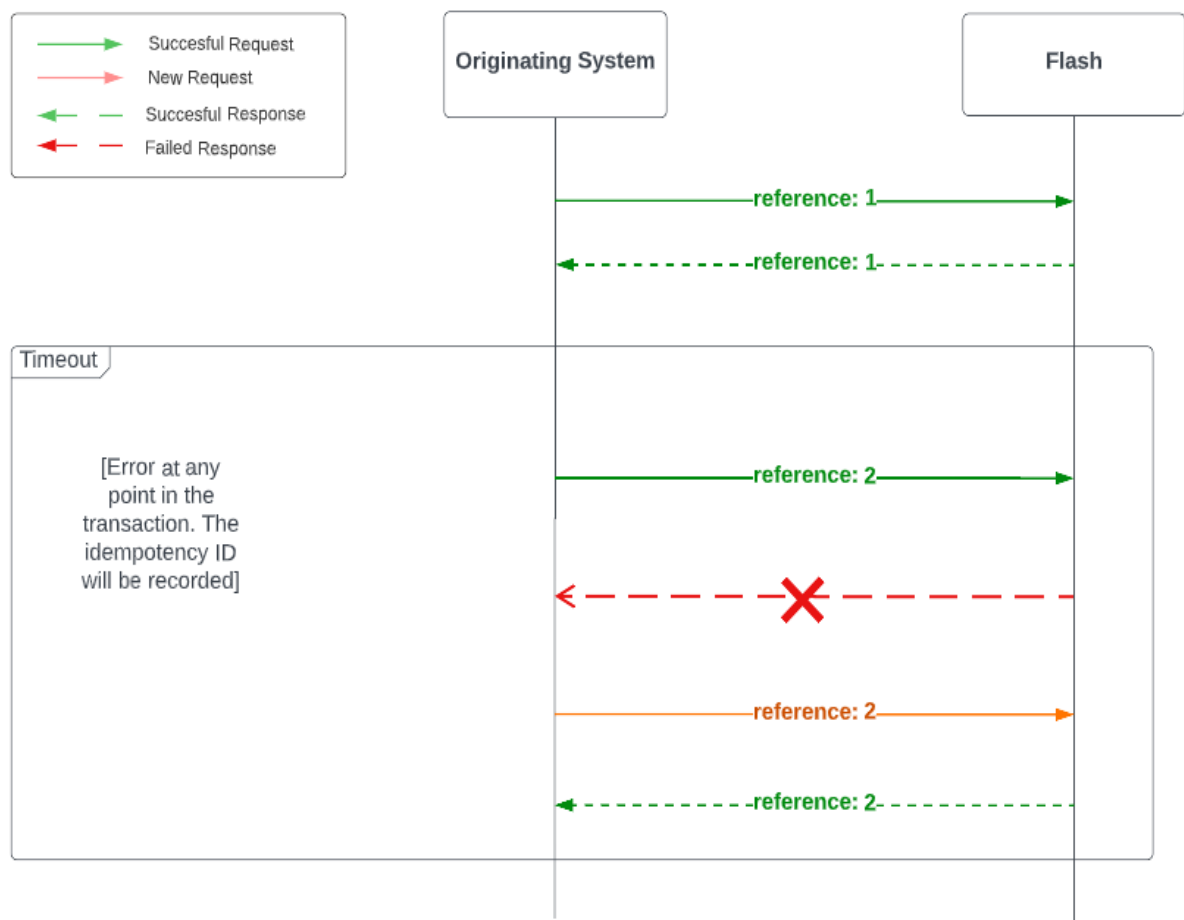 Succesful Request
New Request
Succesful Response
Failed Response
Originating System
Flash
reference: 1
reference: 1
Timeout
[Error at any
point in the
transaction. The
idempotency ID
will be recorded]
reference: 2
reference: 2
reference: 2